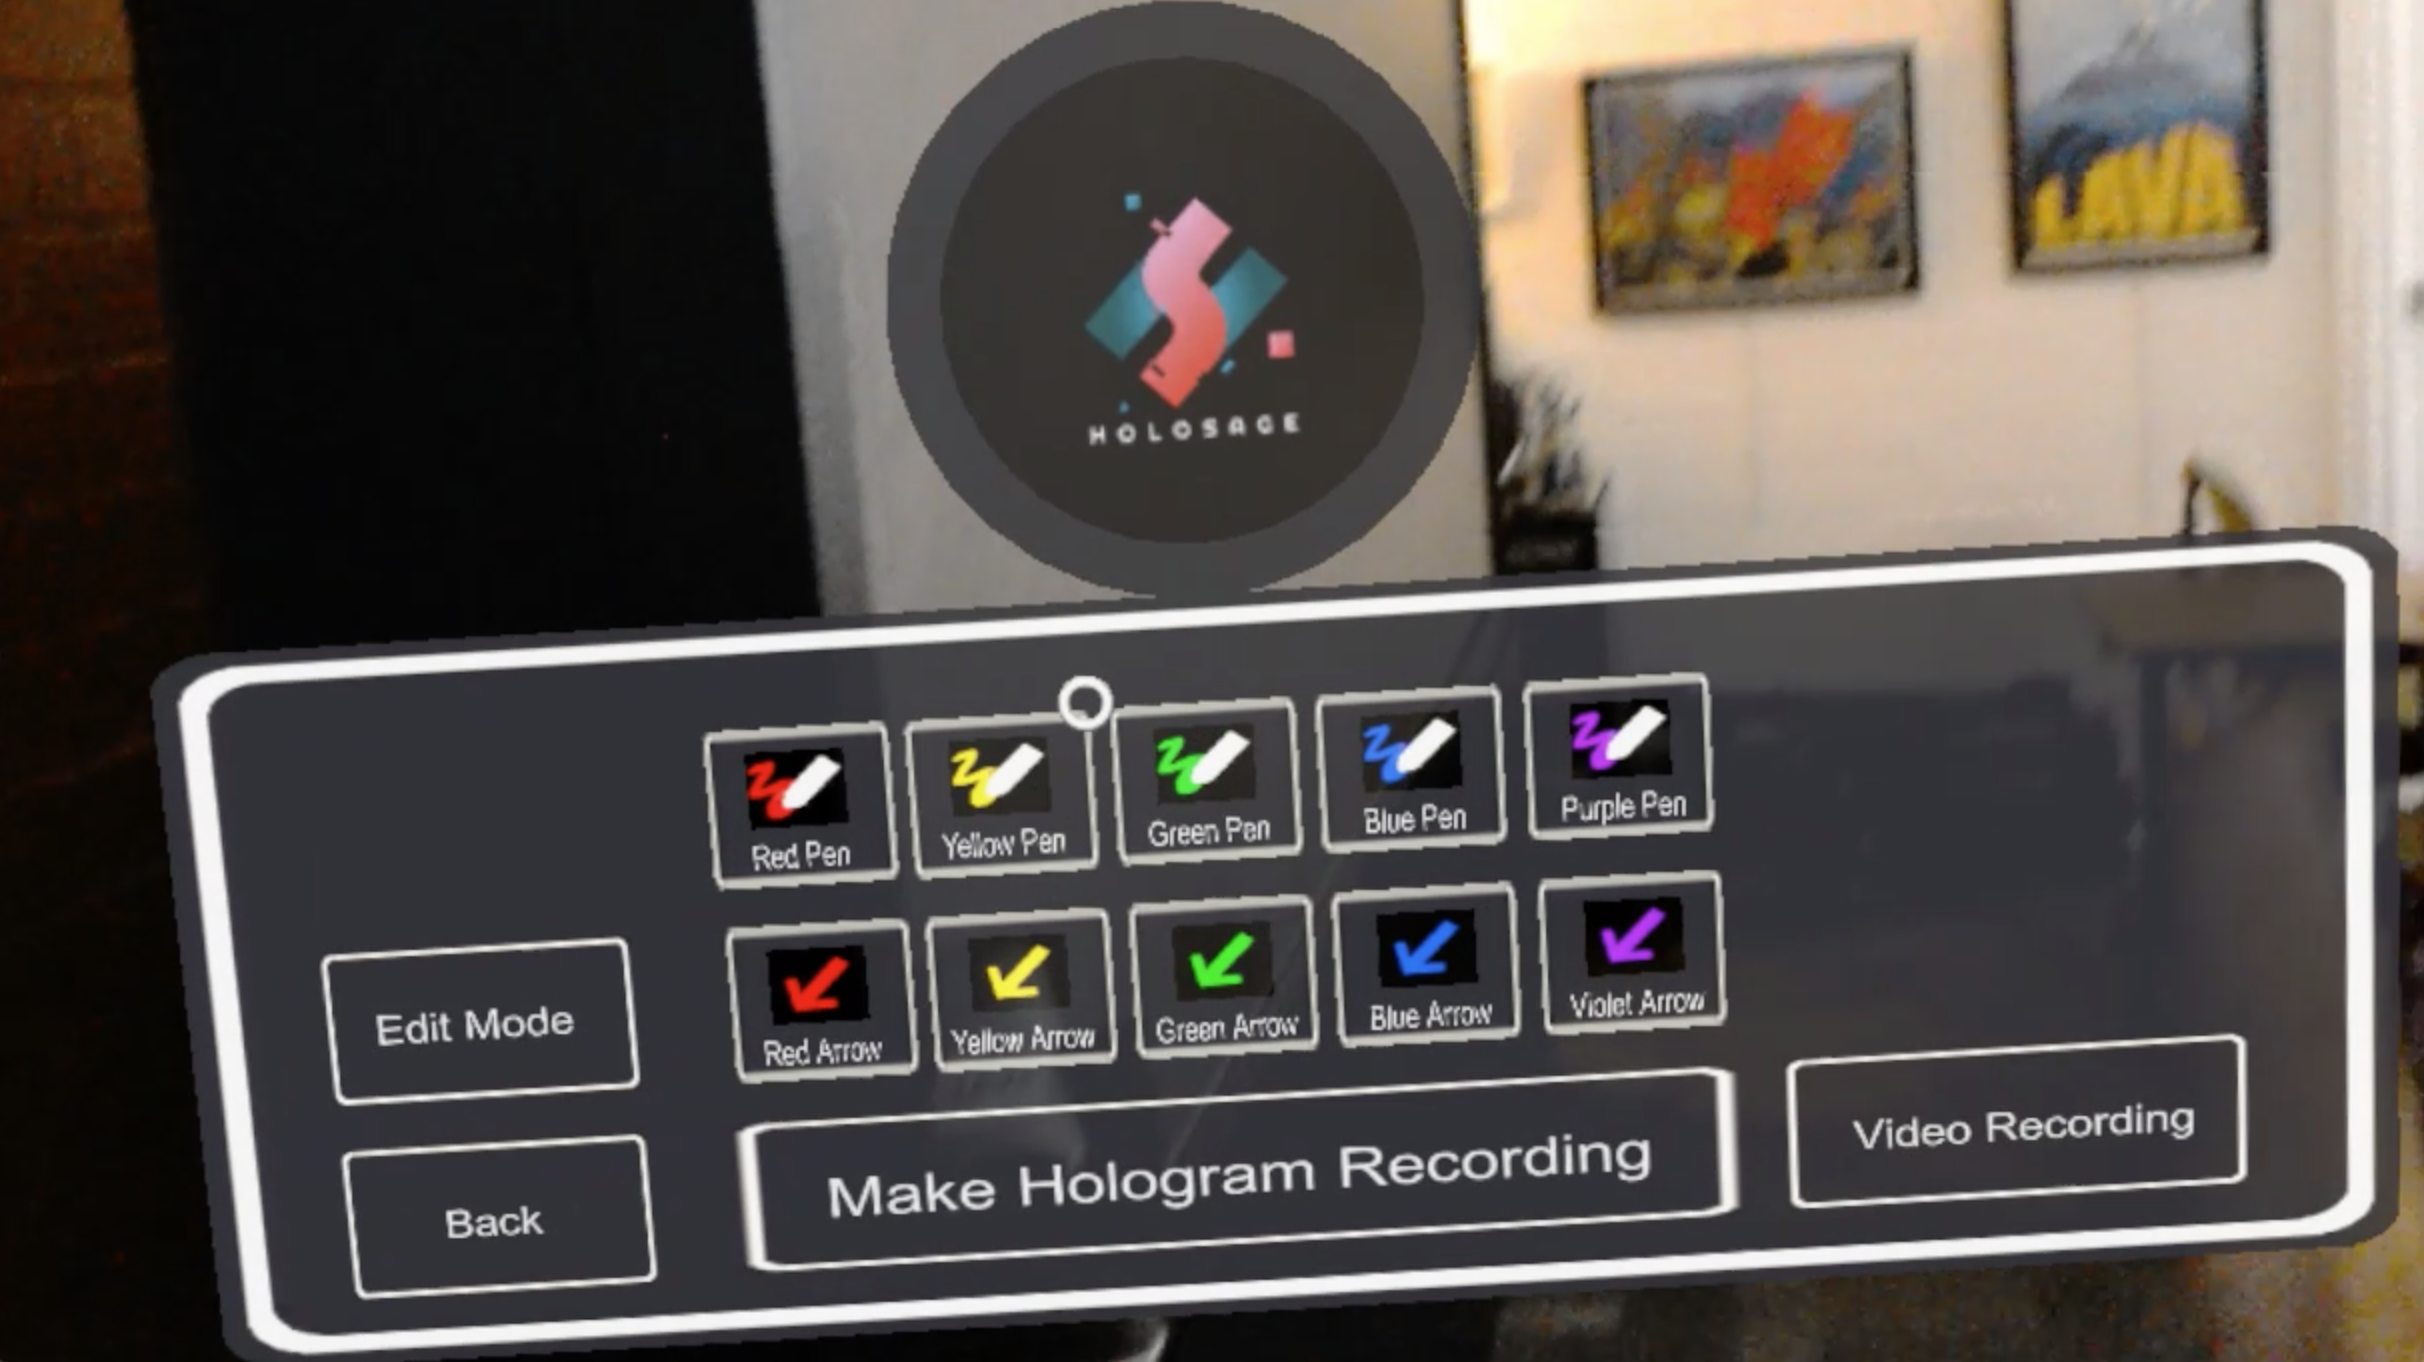 LAVA
HOLOSAGE
Red Pen
Yellow Pen
Green Pen
Blue Pen
Purple Pen
Red Arrow
Yellow Arrow
Green Arrow
Blue Arrow
Violet Arrow
Edit Mode
Back
Make Hologram Recording
Video Recording